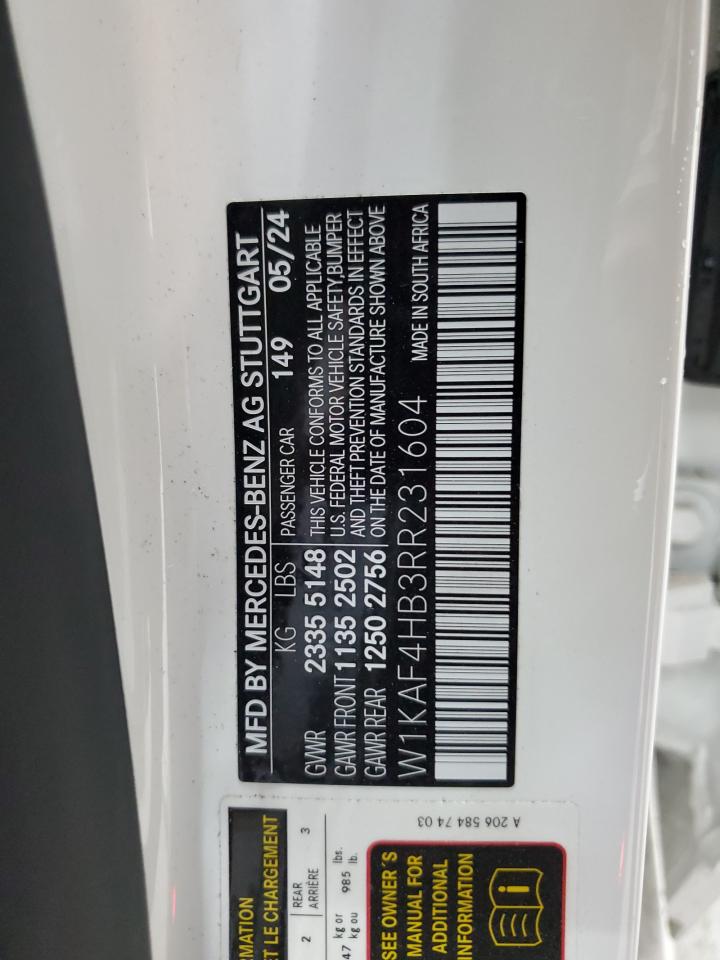 MFD BY MERCEDES-BENZ AG STUTTGART
KG LBS PASSENGER CAR 149 05/24
GVWR 2335 5148 THIS VEHICLE CONFORMS TO ALL APPLICABLE
U.S. FEDERAL MOTOR VEHICLE SAFETY,BUMPER
GAWR FRONT 1135 2502 AND THEFT PREVENTION STANDARDS IN EFFECT
GAWR REAR 1250 2756 ON THE DATE OF MANUFACTURE SHOWN ABOVE
W1KAF4HB3RR231604 MADE IN SOUTH AFRICA
ET LE CHARGEMENT
2 REAR 3
ARRIÈRE
kg or 985 lbs.
kg ou lb.
SEE OWNER'S
MANUAL FOR
ADDITIONAL
INFORMATION
A 206 584 74 03